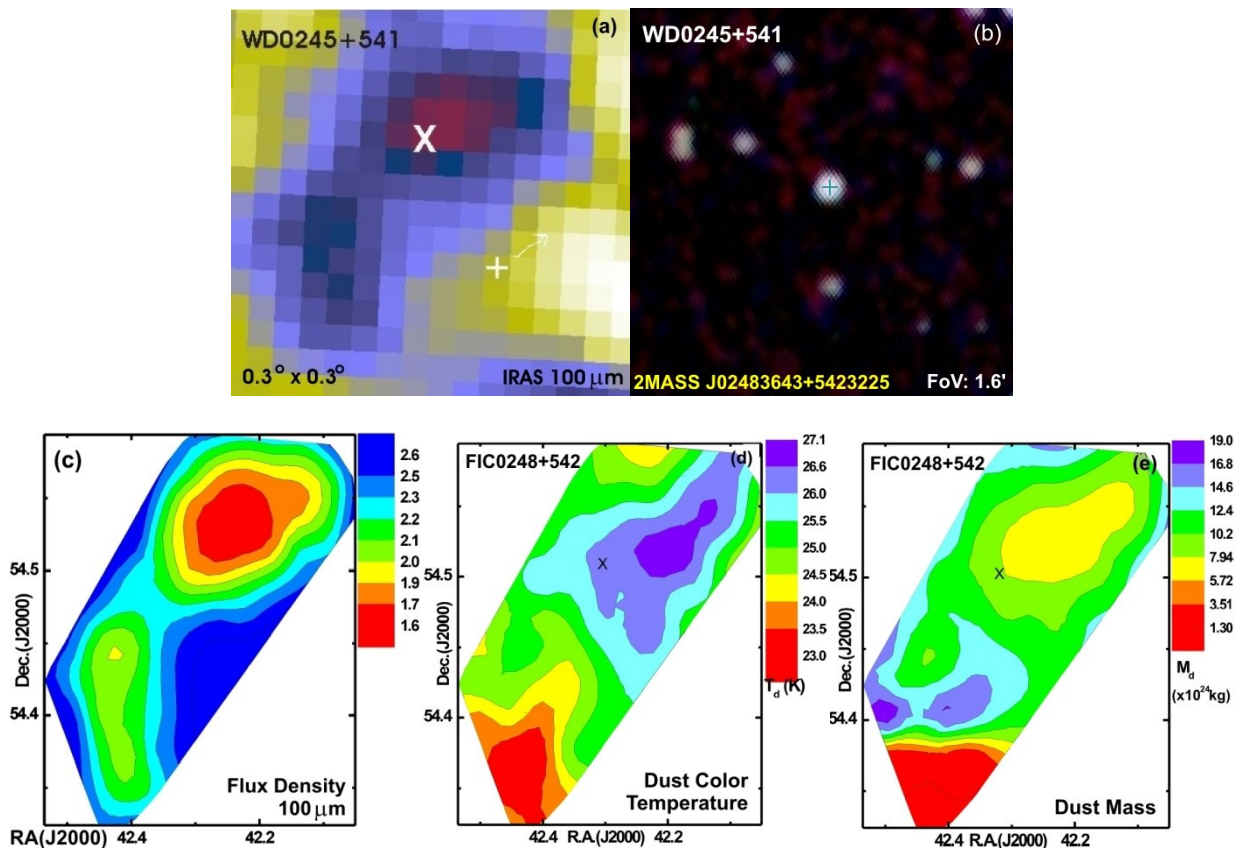 WD0245+541 (a)
X
+
0.3° x 0.3° IRAS 100 μm
WD0245+541 (b)
2MASS J02483643+5423225 FoV: 1.6'
(c)
Dec.(J2000)
54.5
54.4
2.6
2.5
2.3
2.2
2.1
2.0
1.9
1.7
1.6
Flux Density
100 μm
RA(J2000) 42.4 42.2
FIC0248+542 (d)
Dec.(J2000)
54.5
54.4
X
27.1
26.6
26.0
25.5
25.0
24.5
24.0
23.5
23.0
T_d (K)
Dust Color
Temperature
42.4 R.A.(J2000) 42.2
FIC0248+542 (e)
Dec.(J2000)
54.5
54.4
X
19.0
16.8
14.6
12.4
10.2
7.94
5.72
3.51
1.30
M_d
(x10²⁴kg)
Dust Mass
42.4 R.A.(J2000) 42.2